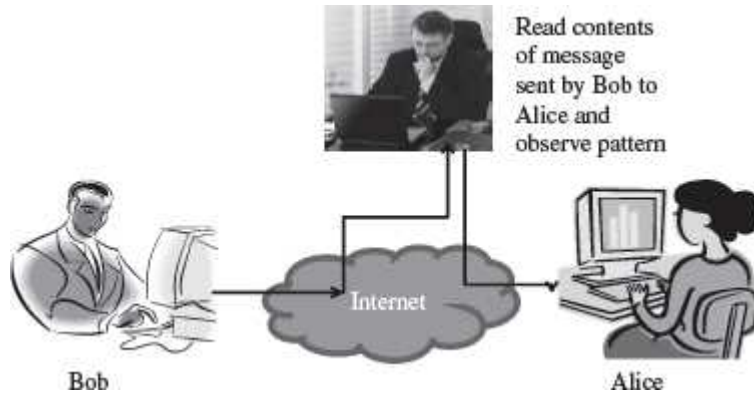 Read contents
of message
sent by Bob to
Alice and
observe pattern
Internet
Bob
Alice